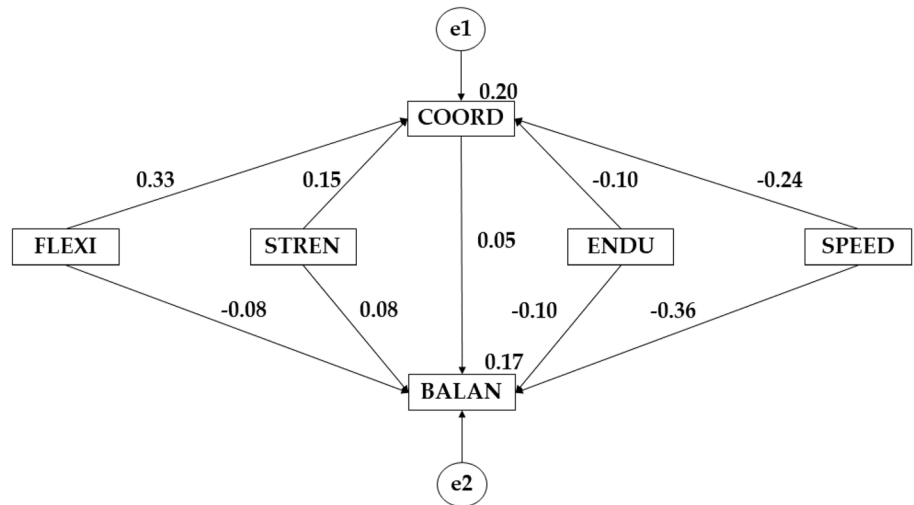 e1
0.20
COORD
0.33
0.15
-0.10
-0.24
FLEXI
STREN
0.05
ENDU
SPEED
-0.08
0.08
-0.10
-0.36
0.17
BALAN
e2